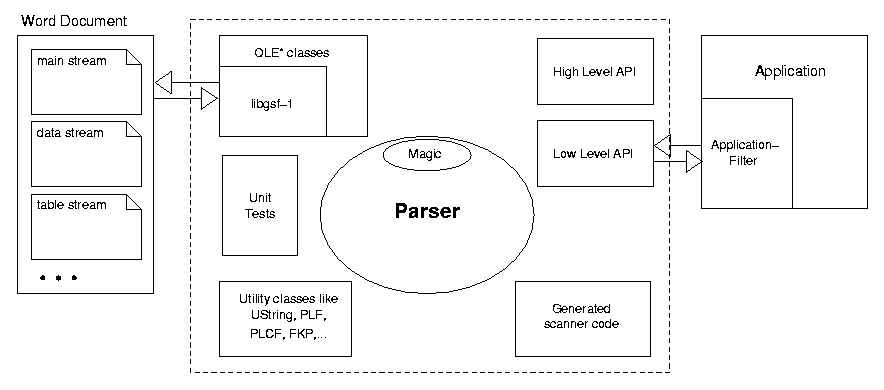 Word Document
main stream
data stream
table stream
• • •
OLE* classes
libgsf-1
Unit
Tests
Utility classes like
UString, PLF,
PLCF, FKP,...
Magic
Parser
High Level API
Low Level API
Generated
scanner code
Application
Application-
Filter